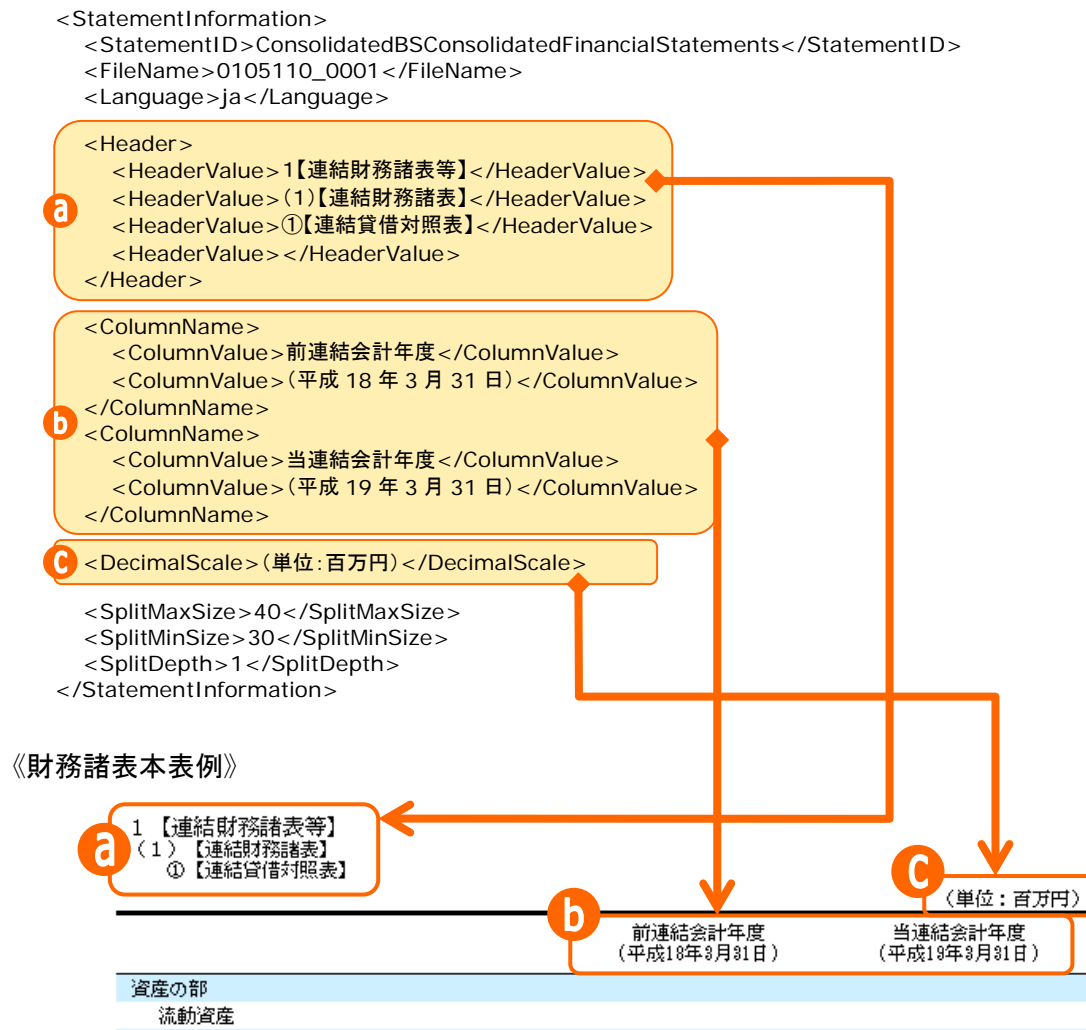 <StatementInformation>
<StatementID>ConsolidatedBSConsolidatedFinancialStatements</StatementID>
<FileName>0105110_0001</FileName>
<Language>ja</Language>
a
<Header>
<HeaderValue>1【連結財務諸表等】</HeaderValue>
<HeaderValue>(1)【連結財務諸表】</HeaderValue>
<HeaderValue>①【連結貸借対照表】</HeaderValue>
<HeaderValue></HeaderValue>
</Header>
b
<ColumnName>
<ColumnValue>前連結会計年度</ColumnValue>
<ColumnValue>(平成 18 年 3 月 31 日)</ColumnValue>
</ColumnName>
<ColumnName>
<ColumnValue>当連結会計年度</ColumnValue>
<ColumnValue>(平成 19 年 3 月 31 日)</ColumnValue>
</ColumnName>
c
<DecimalScale>(単位:百万円)</DecimalScale>
<SplitMaxSize>40</SplitMaxSize>
<SplitMinSize>30</SplitMinSize>
<SplitDepth>1</SplitDepth>
</StatementInformation>
《財務諸表本表例》
a
1 【連結財務諸表等】
(1) 【連結財務諸表】
①【連結貸借対照表】
c
(単位:百万円)
b
前連結会計年度
(平成18年3月31日)
当連結会計年度
(平成19年3月31日)
資産の部
流動資産